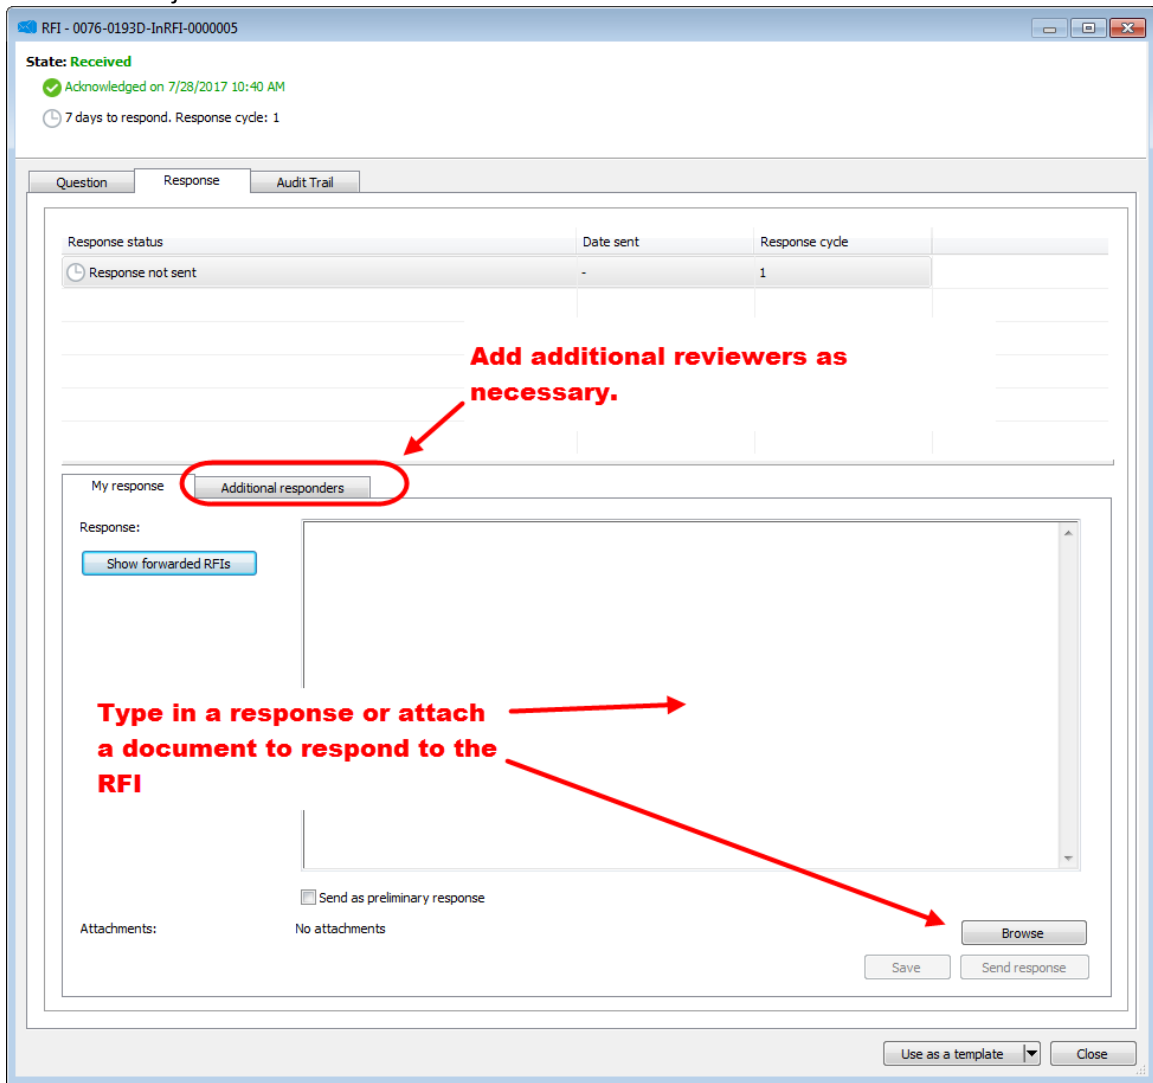 RFI - 0076-0193D-InRFI-0000005
State: Received
Acknowledged on 7/28/2017 10:40 AM
7 days to respond. Response cycle: 1
Question Response Audit Trail
Response status Date sent Response cycle
Response not sent - 1
Add additional reviewers as
necessary.
My response Additional responders
Response:
Show forwarded RFIs
Type in a response or attach
a document to respond to the
RFI
Send as preliminary response
Attachments: No attachments
Browse
Save Send response
Use as a template Close